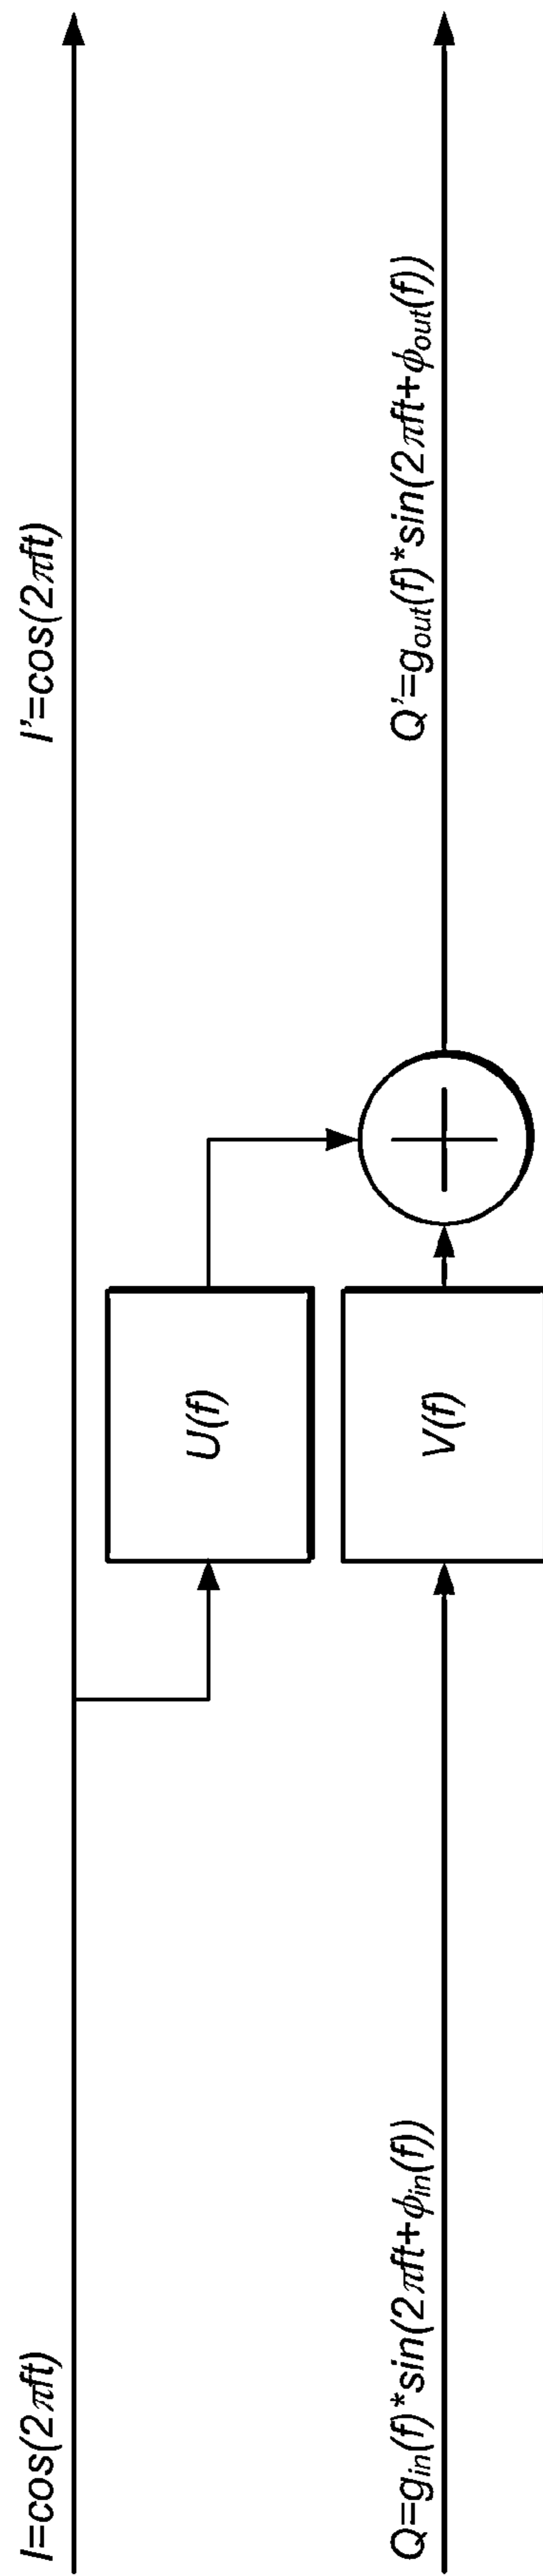 I=cos(2πft)
I'=cos(2πft)
U(f)
V(f)
Q=g_in(f)*sin(2πft+ϕ_in(f))
Q'=g_out(f)*sin(2πft+ϕ_out(f))